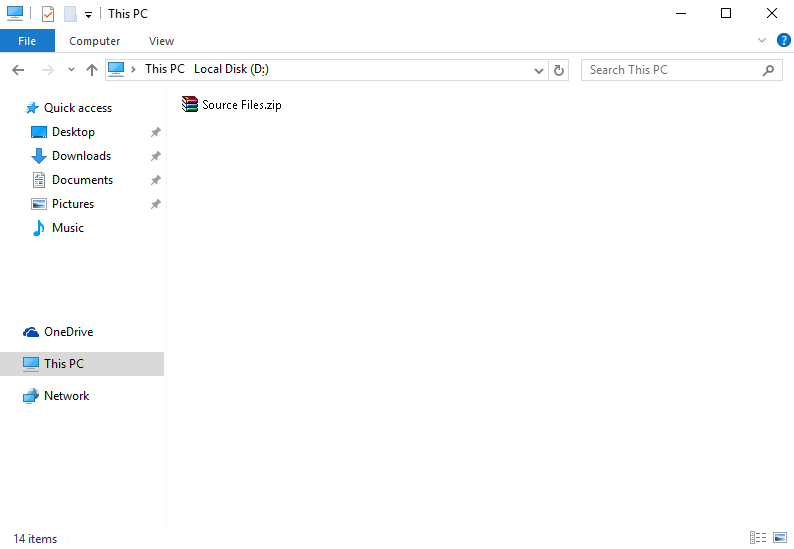 This PC
File Computer View
This PC Local Disk (D:) Search This PC
Quick access
Source Files.zip
Desktop
Downloads
Documents
Pictures
Music
OneDrive
This PC
Network
14 items